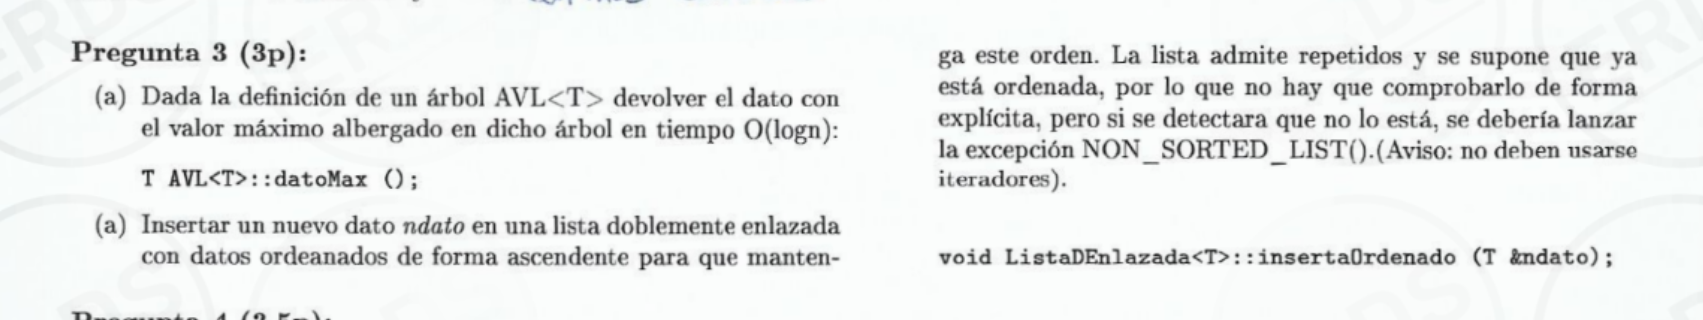 Pregunta 3 (3p):
(a) Dada la definición de un árbol AVL<T> devolver el dato con
el valor máximo albergado en dicho árbol en tiempo O(logn):
T AVL<T>::datoMax ();
(a) Insertar un nuevo dato ndato en una lista doblemente enlazada
con datos ordeanados de forma ascendente para que manten-
ga este orden. La lista admite repetidos y se supone que ya
está ordenada, por lo que no hay que comprobarlo de forma
explícita, pero si se detectara que no lo está, se debería lanzar
la excepción NON_SORTED_LIST().(Aviso: no deben usarse
iteradores).
void ListaDEnlazada<T>::insertaOrdenado (T &ndato);